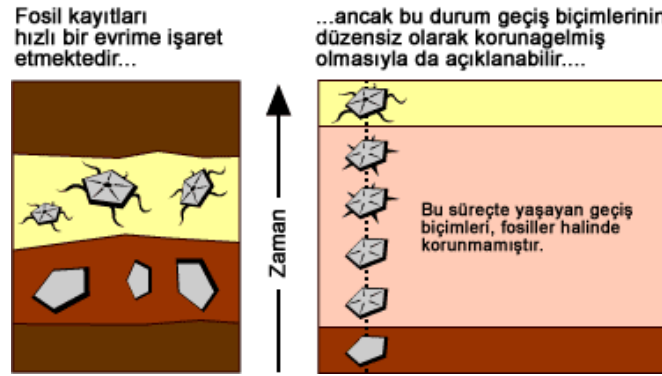 Fosil kayıtları
hızlı bir evrime işaret
etmektedir...
...ancak bu durum geçiş biçimlerinin
düzensiz olarak korunagelmiş
olmasıyla da açıklanabilir....
Zaman
Bu süreçte yaşayan geçiş
biçimleri, fosiller halinde
korunmamıştır.